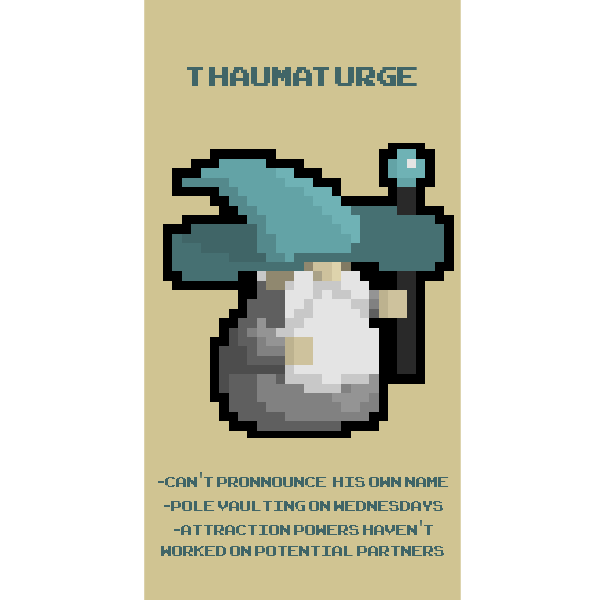 THAUMATURGE
-CAN'T PRONNOUNCE HIS OWN NAME
-POLE VAULTING ON WEDNESDAYS
-ATTRACTION POWERS HAVEN'T
WORKED ON POTENTIAL PARTNERS